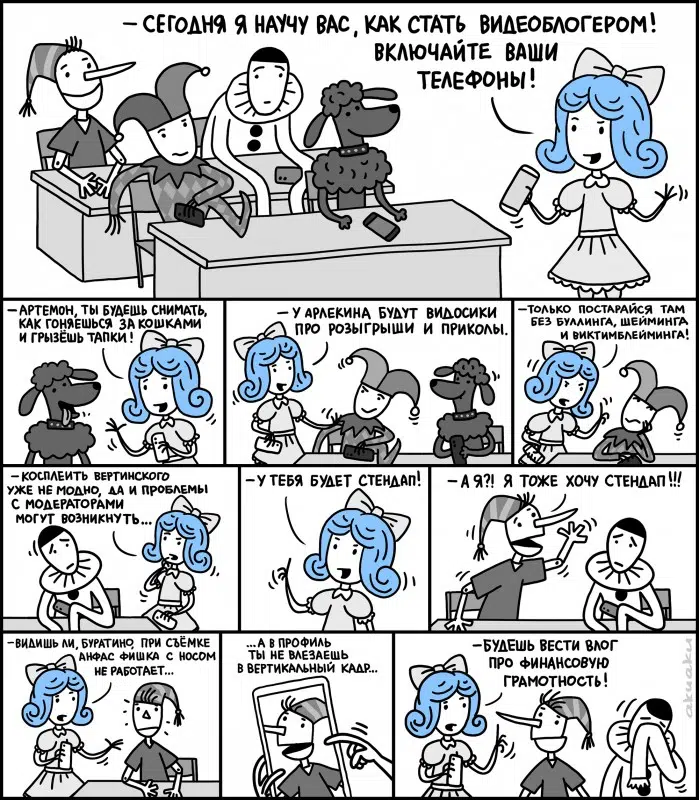 – СЕГОДНЯ Я НАУЧУ ВАС, КАК СТАТЬ ВИДЕОБЛОГЕРОМ!
ВКЛЮЧАЙТЕ ВАШИ
ТЕЛЕФОНЫ!
– АРТЕМОН, ТЫ БУДЕШЬ СНИМАТЬ,
КАК ГОНЯЕШЬСЯ ЗА КОШКАМИ
И ГРЫЗЁШЬ ТАПКИ!
– У АРЛЕКИНА БУДУТ ВИДОСИКИ
ПРО РОЗЫГРЫШИ И ПРИКОЛЫ.
– ТОЛЬКО ПОСТАРАЙСЯ ТАМ
БЕЗ БУЛЛИНГА, ШЕЙМИНГА
И ВИКТИМБЛЕЙМИНГА!
– КОСПЛЕИТЬ ВЕРТИНСКОГО
УЖЕ НЕ МОДНО, ДА И ПРОБЛЕМЫ
С МОДЕРАТОРАМИ
МОГУТ ВОЗНИКНУТЬ...
– У ТЕБЯ БУДЕТ СТЕНДАП!
– А Я?! Я ТОЖЕ ХОЧУ СТЕНДАП!!!
– ВИДИШЬ ЛИ, БУРАТИНО, ПРИ СЪЁМКЕ
АНФАС ФИШКА С НОСОМ
НЕ РАБОТАЕТ...
...А В ПРОФИЛЬ
ТЫ НЕ ВЛЕЗАЕШЬ
В ВЕРТИКАЛЬНЫЙ КАДР...
– БУДЕШЬ ВЕСТИ ВЛОГ
ПРО ФИНАНСОВУЮ
ГРАМОТНОСТЬ!
akuaku